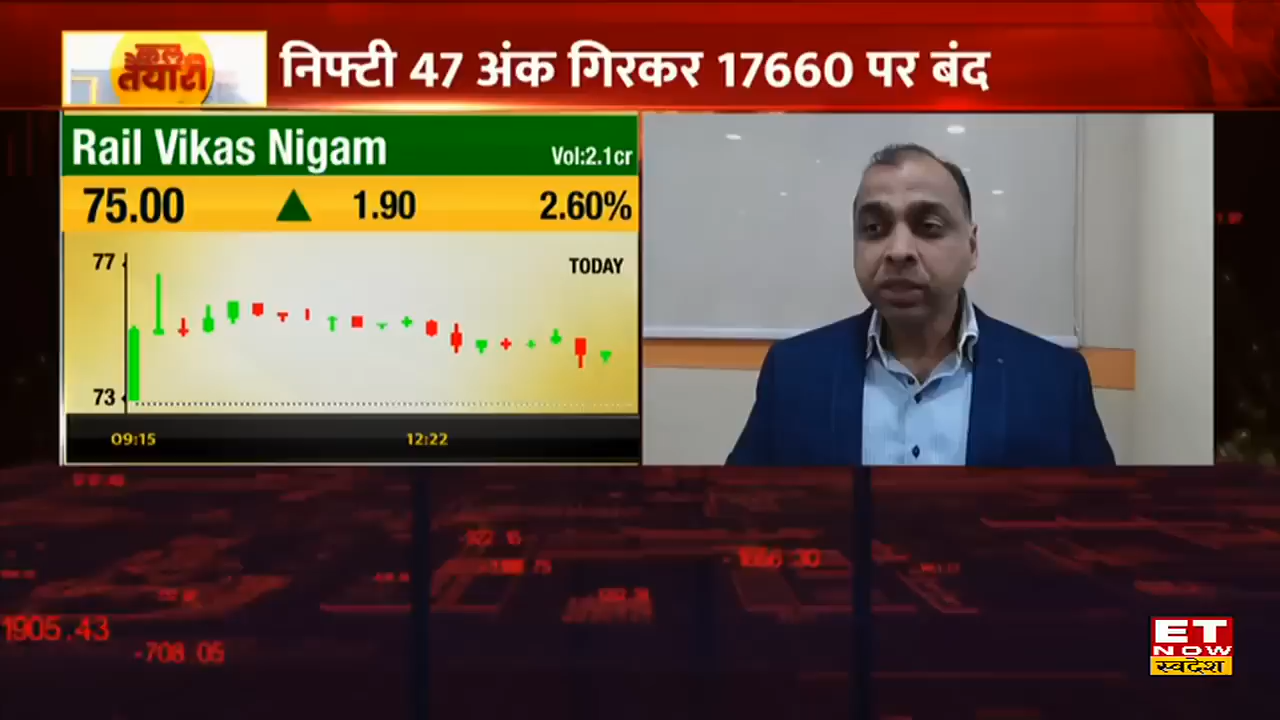 कल की
तैयारी
निफ्टी 47 अंक गिरकर 17660 पर बंद
Rail Vikas Nigam
Vol:2.1cr
75.00 ▲ 1.90 2.60%
77
TODAY
73
09:15 12:22
1905.43
-708.05
ET
NOW
स्वदेश